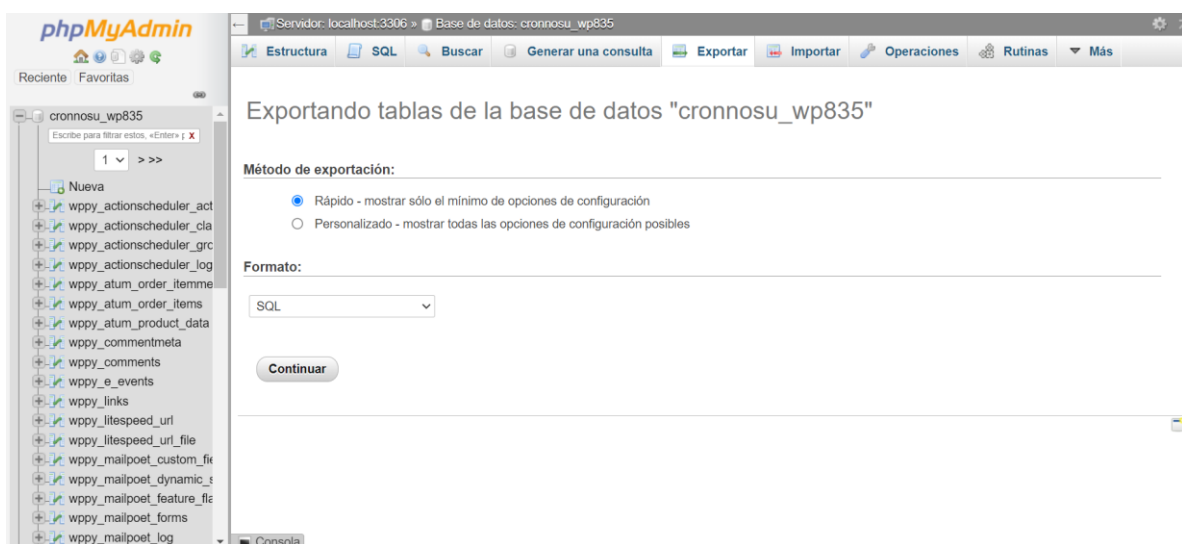 phpMyAdmin
Reciente Favoritas
cronnosu_wp835
Escribe para filtrar estos, «Enter» p X
1 > >>
Nueva
wppy_actionscheduler_act
wppy_actionscheduler_cla
wppy_actionscheduler_grc
wppy_actionscheduler_log
wppy_atum_order_itemme
wppy_atum_order_items
wppy_atum_product_data
wppy_commentmeta
wppy_comments
wppy_e_events
wppy_links
wppy_litespeed_url
wppy_litespeed_url_file
wppy_mailpoet_custom_fie
wppy_mailpoet_dynamic_s
wppy_mailpoet_feature_fla
wppy_mailpoet_forms
wppy_mailpoet_log
Servidor: localhost:3306 » Base de datos: cronnosu_wp835
Estructura SQL Buscar Generar una consulta Exportar Importar Operaciones Rutinas Más
Exportando tablas de la base de datos "cronnosu_wp835"
Método de exportación:
Rápido - mostrar sólo el mínimo de opciones de configuración
Personalizado - mostrar todas las opciones de configuración posibles
Formato:
SQL
Continuar
Consola